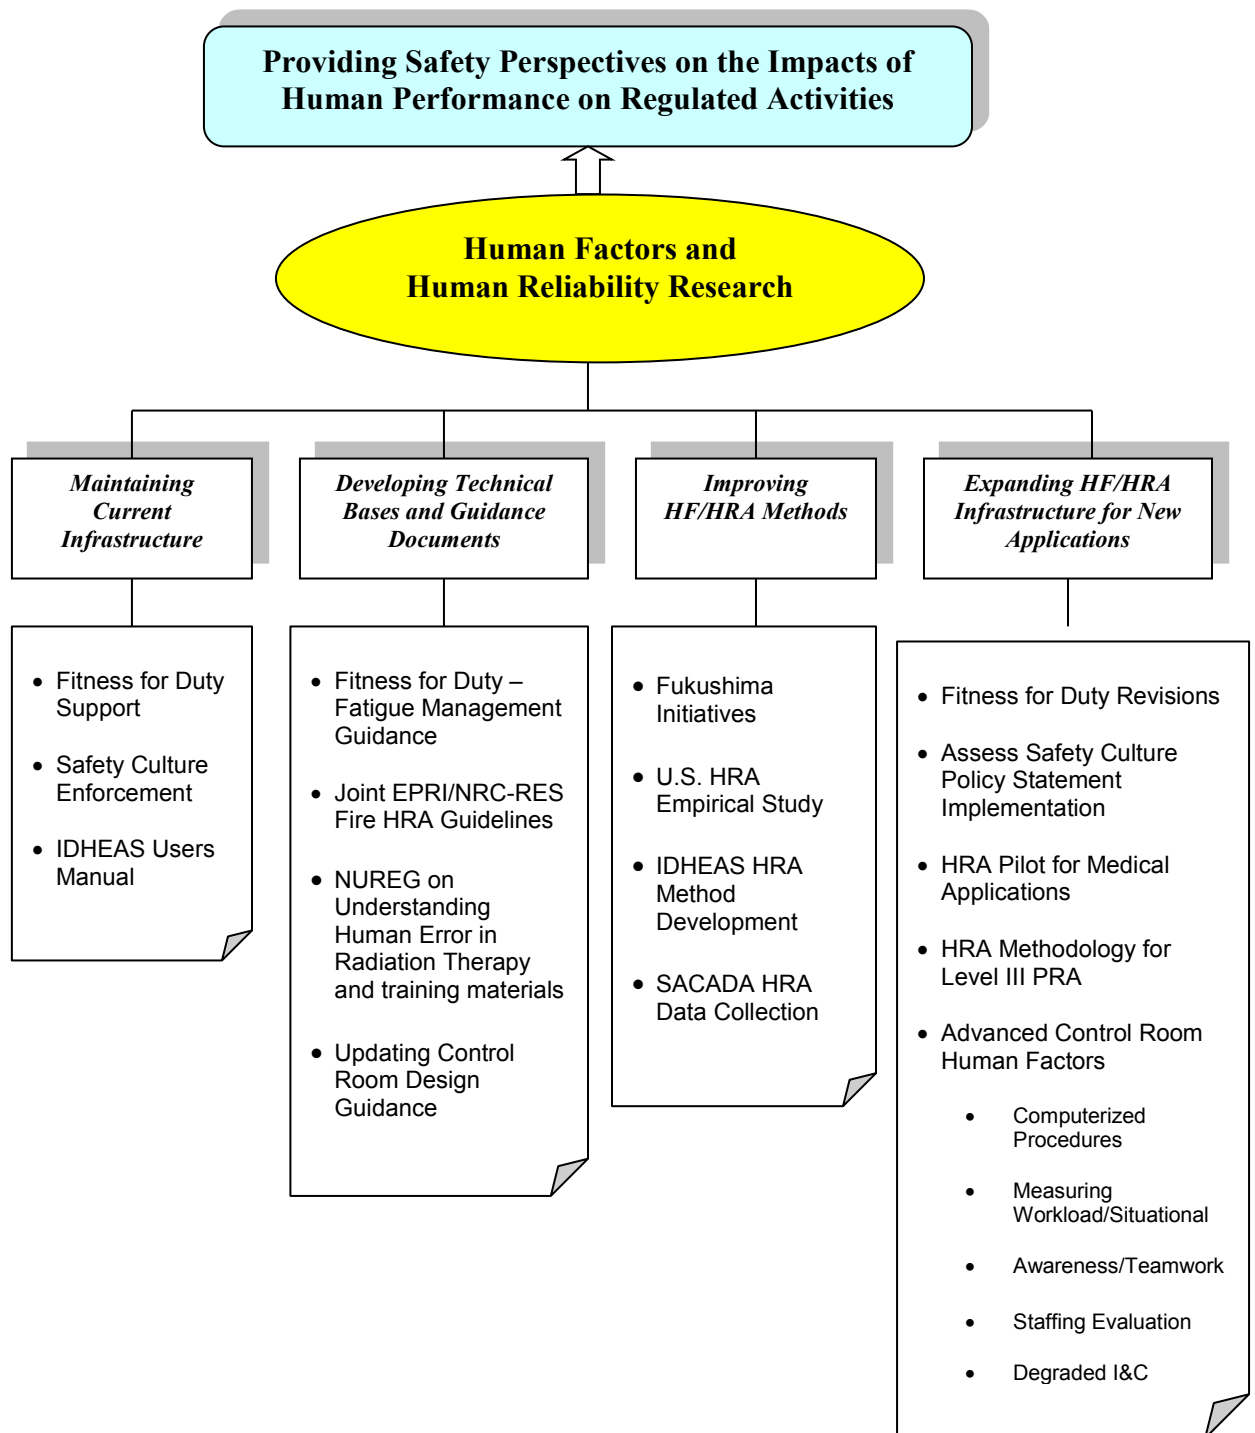 Providing Safety Perspectives on the Impacts of
Human Performance on Regulated Activities
Human Factors and
Human Reliability Research
Maintaining
Current
Infrastructure
• Fitness for Duty
Support
• Safety Culture
Enforcement
• IDHEAS Users
Manual
Developing Technical
Bases and Guidance
Documents
• Fitness for Duty –
Fatigue Management
Guidance
• Joint EPRI/NRC-RES
Fire HRA Guidelines
• NUREG on
Understanding
Human Error in
Radiation Therapy
and training materials
• Updating Control
Room Design
Guidance
Improving
HF/HRA Methods
• Fukushima
Initiatives
• U.S. HRA
Empirical Study
• IDHEAS HRA
Method
Development
• SACADA HRA
Data Collection
Expanding HF/HRA
Infrastructure for New
Applications
• Fitness for Duty Revisions
• Assess Safety Culture
Policy Statement
Implementation
• HRA Pilot for Medical
Applications
• HRA Methodology for
Level III PRA
• Advanced Control Room
Human Factors
• Computerized
Procedures
• Measuring
Workload/Situational
• Awareness/Teamwork
• Staffing Evaluation
• Degraded I&C